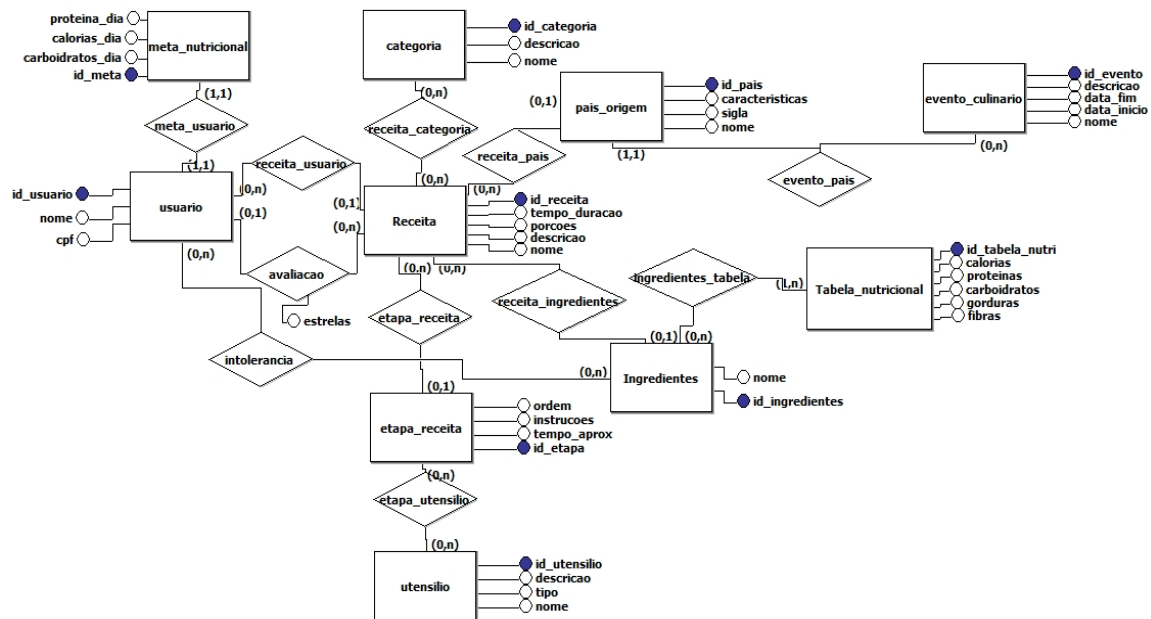 proteina_dia
calorias_dia
carboidratos_dia
id_meta
meta_nutricional
(1,1)
meta_usuario
(1,1)
categoria
id_categoria
descricao
nome
(0,n)
receita_categoria
(0,n)
pais_origem
id_pais
caracteristicas
sigla
nome
(0,1)
receita_pais
(0,n)
(1,1)
evento_culinario
id_evento
descricao
data_fim
data_inicio
nome
(0,n)
evento_pais
id_usuario
nome
cpf
usuario
(0,n)
receita_usuario
(0,1)
(0,1)
(0,n)
avaliacao
estrelas
(0,n)
Receita
id_receita
tempo_duracao
porcoes
descricao
nome
(0,n)
(0,n)
etapa_receita
receita_ingredientes
ingredientes_tabela
(1,n)
Tabela_nutricional
id_tabela_nutri
calorias
proteinas
carboidratos
gorduras
fibras
intolerancia
(0,n)
(0,1)
(0,n)
Ingredientes
nome
id_ingredientes
(0,1)
etapa_receita
ordem
instrucoes
tempo_aprox
id_etapa
(0,n)
etapa_utensilio
(0,n)
utensilio
id_utensilio
descricao
tipo
nome